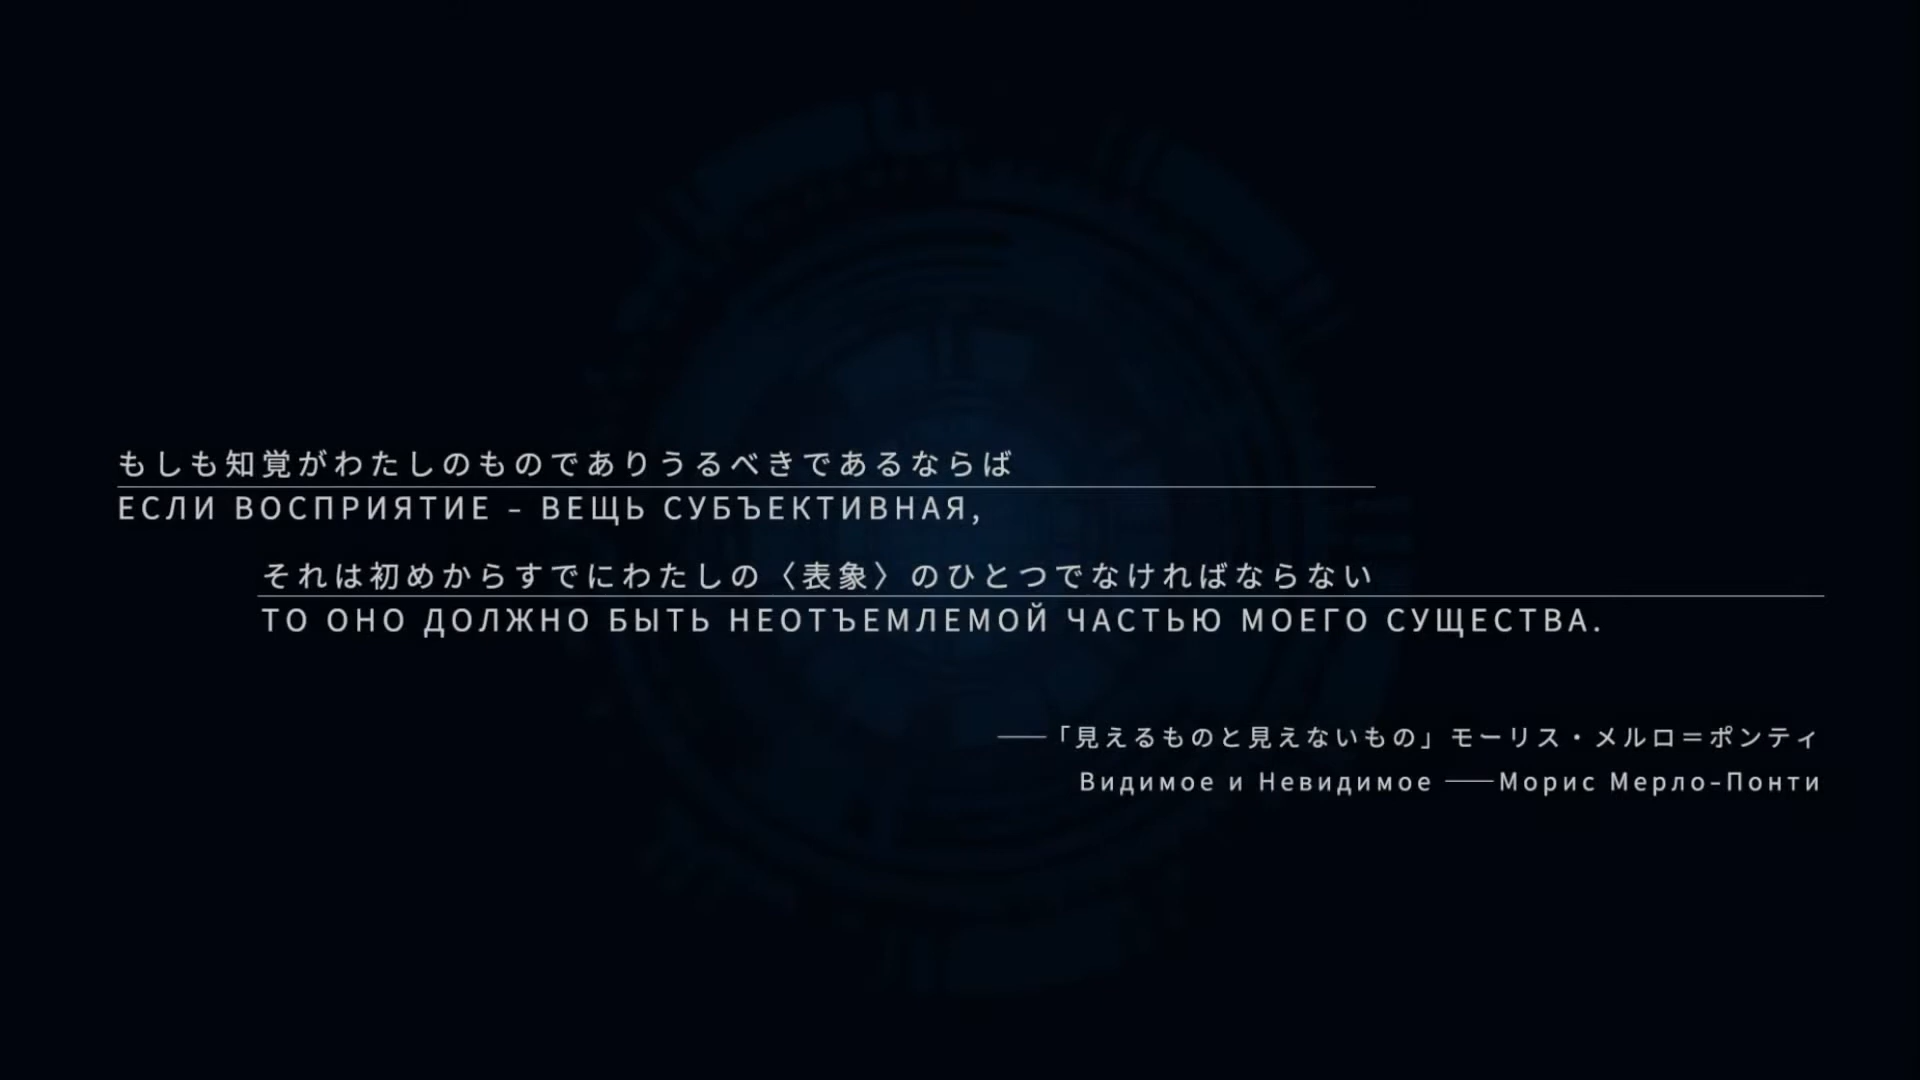 もしも知覚がわたしのものでありうるべきであるならば
ЕСЛИ ВОСПРИЯТИЕ - ВЕЩЬ СУБЪЕКТИВНАЯ,
それは初めからすでにわたしの〈表象〉のひとつでなければならない
ТО ОНО ДОЛЖНО БЫТЬ НЕОТЪЕМЛЕМОЙ ЧАСТЬЮ МОЕГО СУЩЕСТВА.
──「見えるものと見えないもの」モーリス・メルロ＝ポンティ
Видимое и Невидимое ──Морис Мерло-Понти